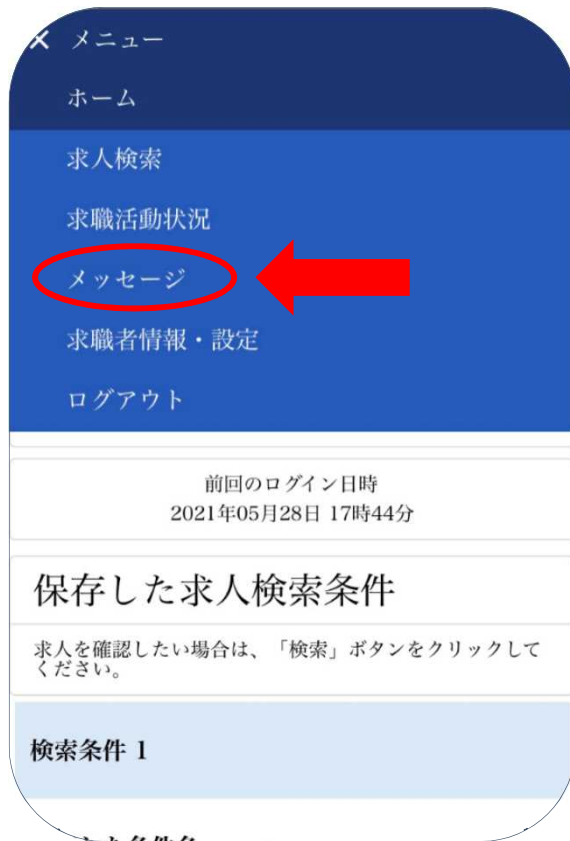 × メニュー
ホーム
求人検索
求職活動状況
メッセージ
求職者情報・設定
ログアウト
前回のログイン日時
2021年05月28日 17時44分
保存した求人検索条件
求人を確認したい場合は、「検索」ボタンをクリックして
ください。
検索条件 1